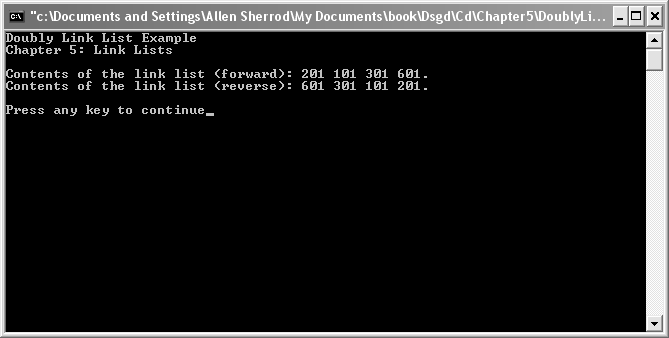 "c:\Documents and Settings\Allen Sherrod\My Documents\book\Dsgd\Cd\Chapter5\DoublyLi...
Doubly Link List Example
Chapter 5: Link Lists
Contents of the link list (forward): 201 101 301 601.
Contents of the link list (reverse): 601 301 101 201.
Press any key to continue_